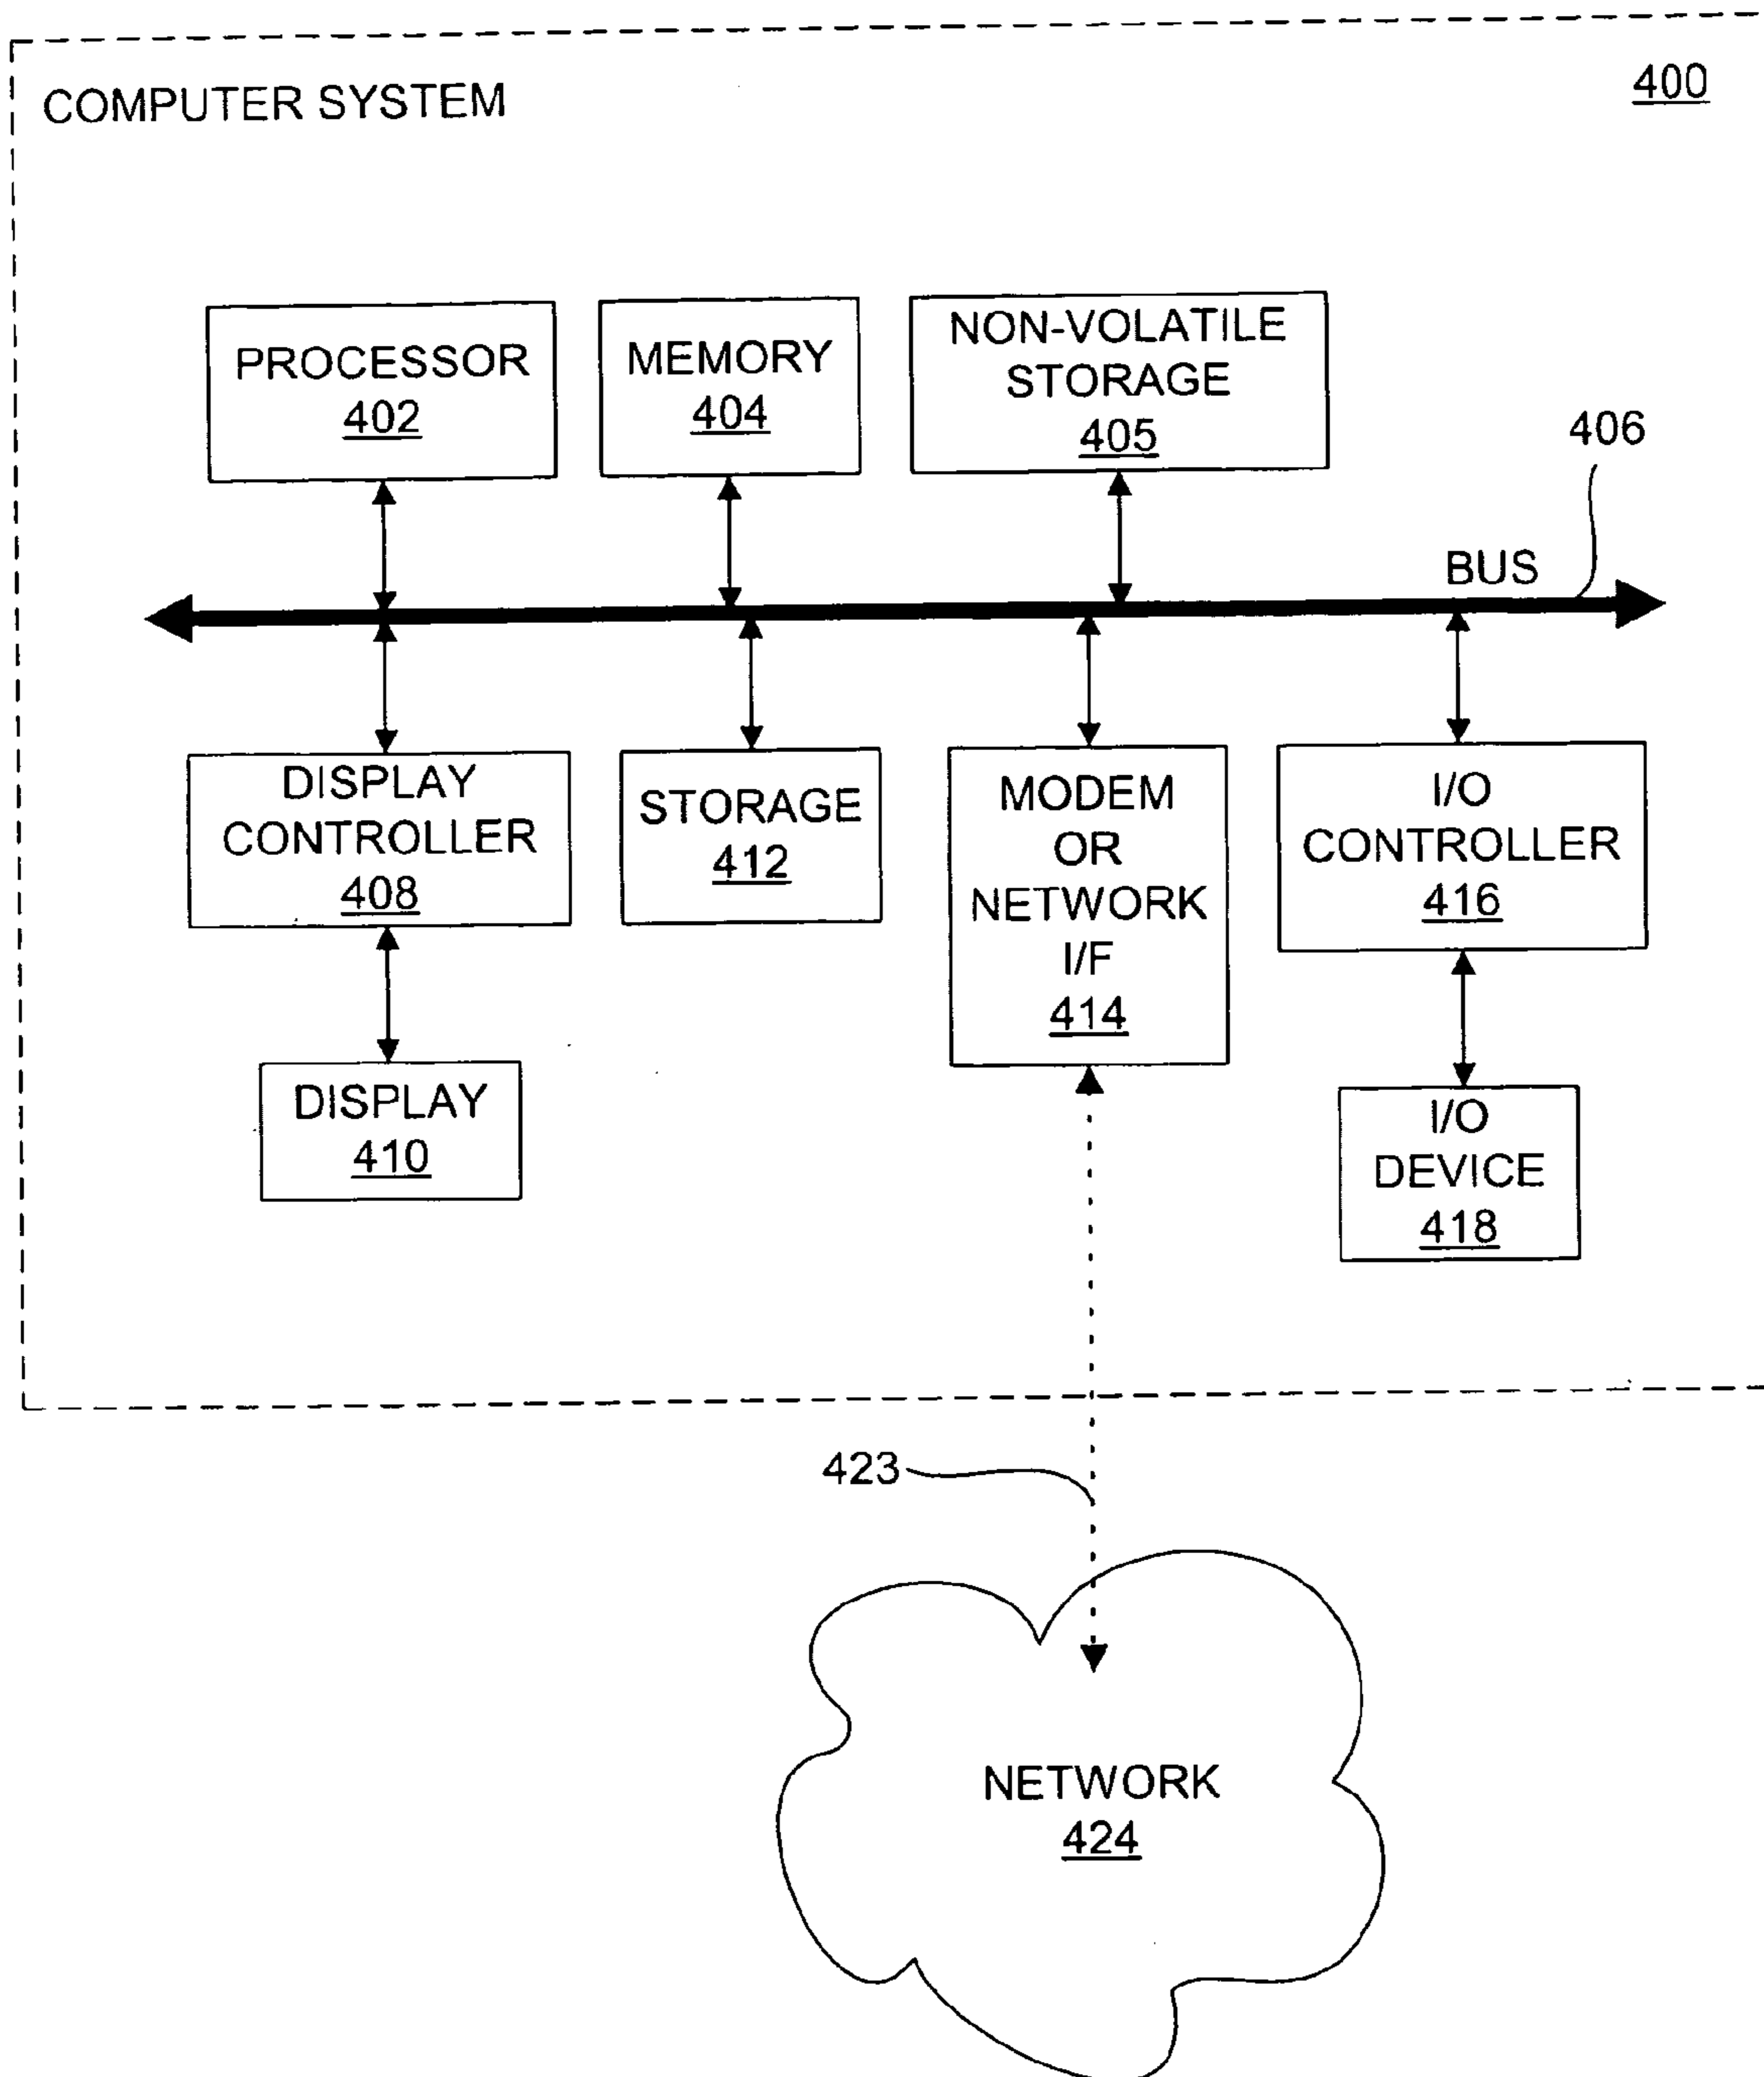 COMPUTER SYSTEM
400
PROCESSOR
402
MEMORY
404
NON-VOLATILE
STORAGE
405
406
BUS
DISPLAY
CONTROLLER
408
STORAGE
412
MODEM
OR
NETWORK
I/F
414
I/O
CONTROLLER
416
DISPLAY
410
I/O
DEVICE
418
423
NETWORK
424